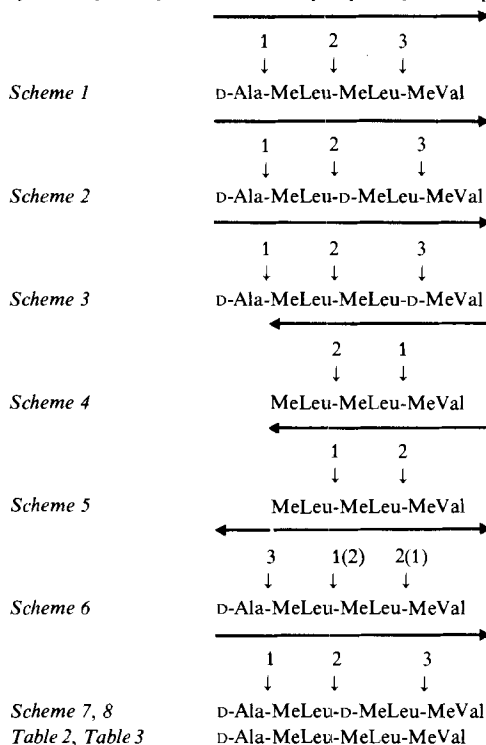 1 2 3
↓ ↓ ↓
Scheme 1 D-Ala-MeLeu-MeLeu-MeVal
1 2 3
↓ ↓ ↓
Scheme 2 D-Ala-MeLeu-D-MeLeu-MeVal
1 2 3
↓ ↓ ↓
Scheme 3 D-Ala-MeLeu-MeLeu-D-MeVal
2 1
↓ ↓
Scheme 4 MeLeu-MeLeu-MeVal
1 2
↓ ↓
Scheme 5 MeLeu-MeLeu-MeVal
3 1(2) 2(1)
↓ ↓ ↓
Scheme 6 D-Ala-MeLeu-MeLeu-MeVal
1 2 3
↓ ↓ ↓
Scheme 7, 8 D-Ala-MeLeu-D-MeLeu-MeVal
Table 2, Table 3 D-Ala-MeLeu-MeLeu-MeVal